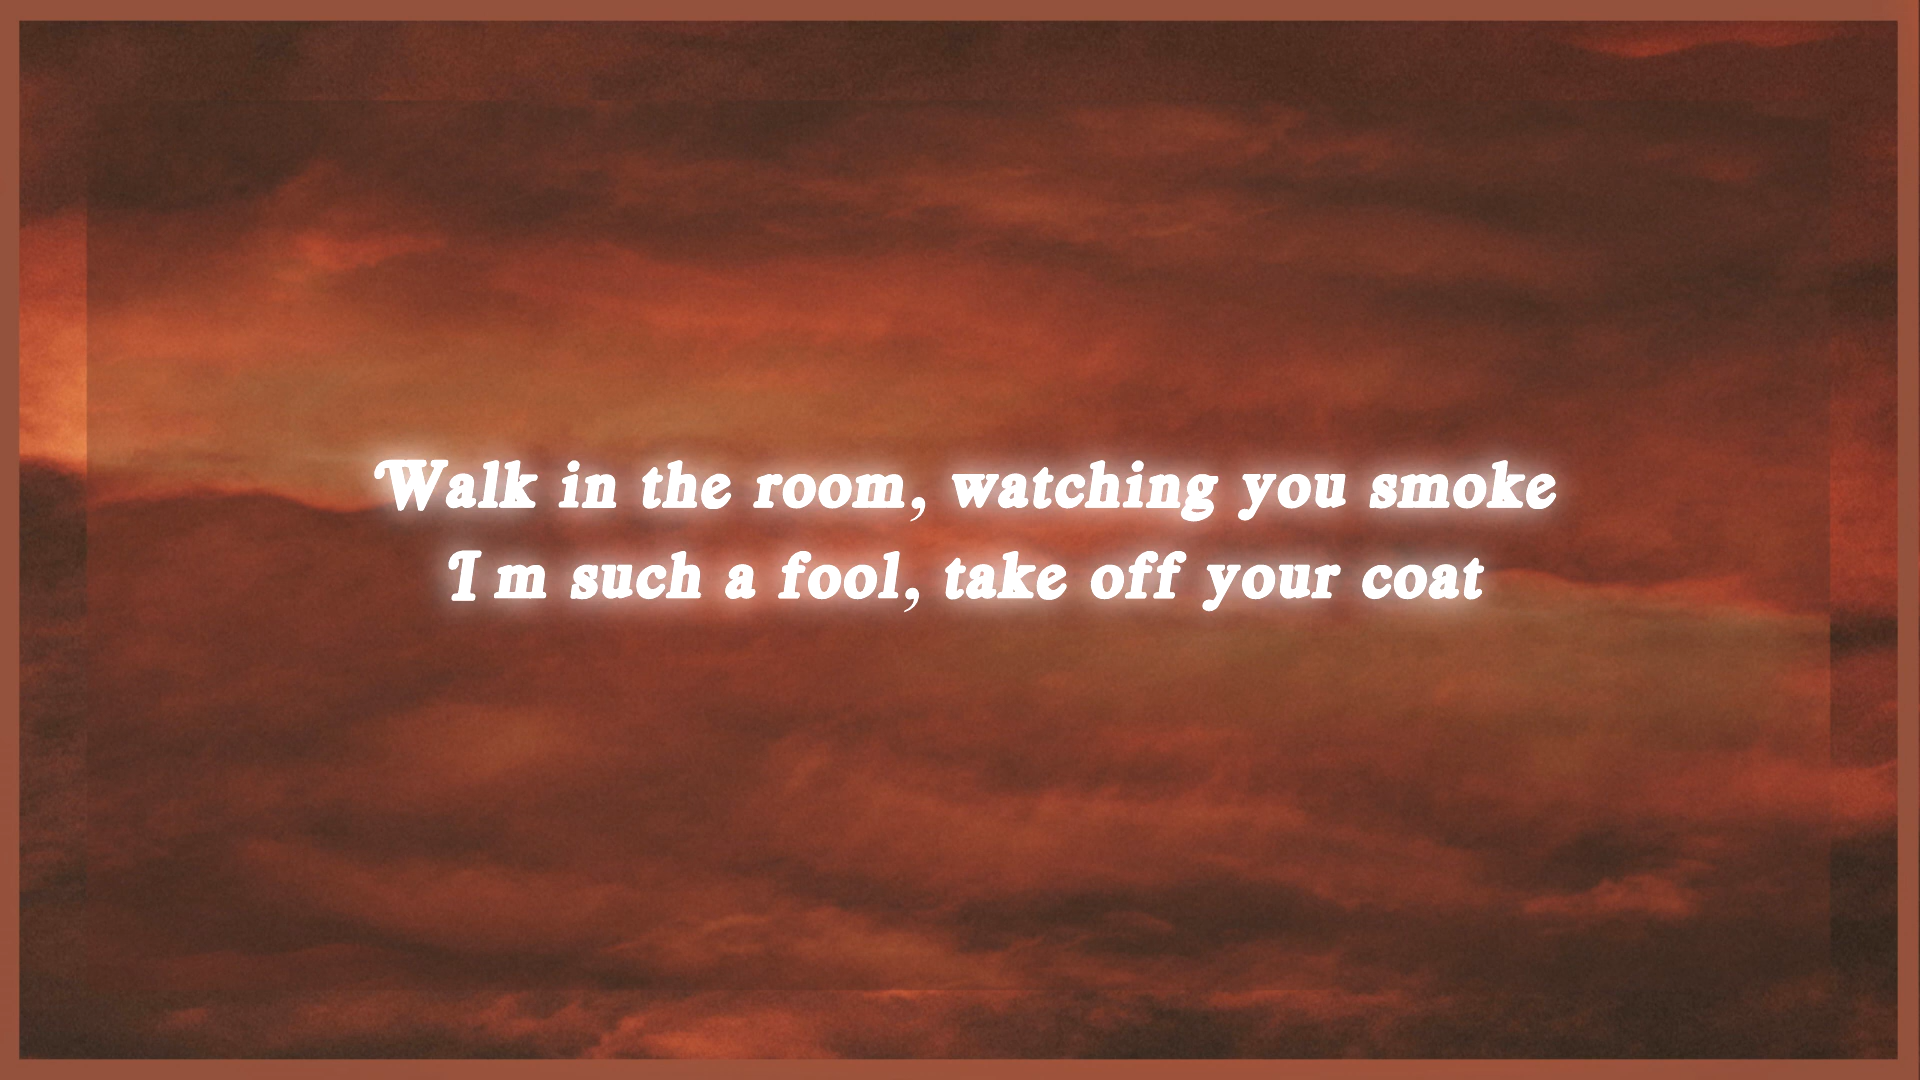 Walk in the room, watching you smoke
I m such a fool, take off your coat